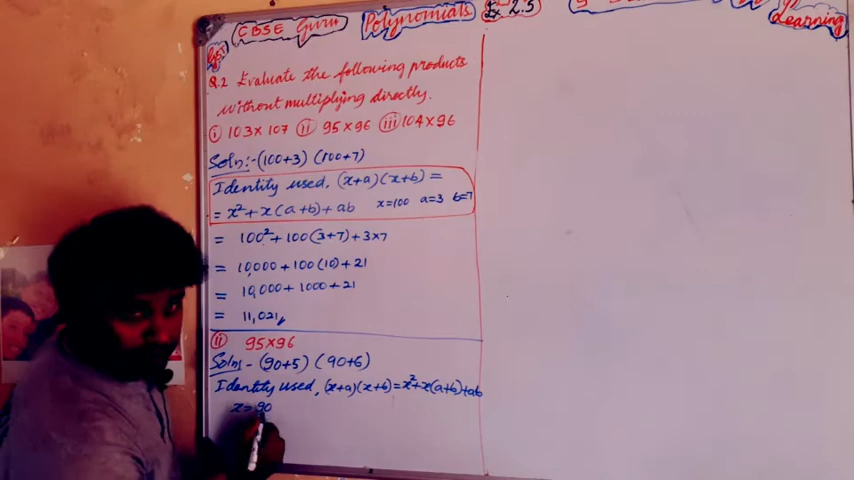 CBSE Guru Polynomials Ex 2.5
Learning
Q.2 Evaluate the following products
without multiplying directly.
(i) 103×107 (ii) 95×96 (iii) 104×96
Soln:- (100+3) (100+7)
Identity used, (x+a)(x+b) =
= x²+x(a+b)+ab x=100 a=3 b=7
= 100²+100(3+7)+3×7
= 10,000+100(10)+21
= 10,000+1000+21
= 11,021
(ii) 95×96
Soln- (90+5) (90+6)
Identity used, (x+a)(x+b)=x²+x(a+b)+ab
x=90